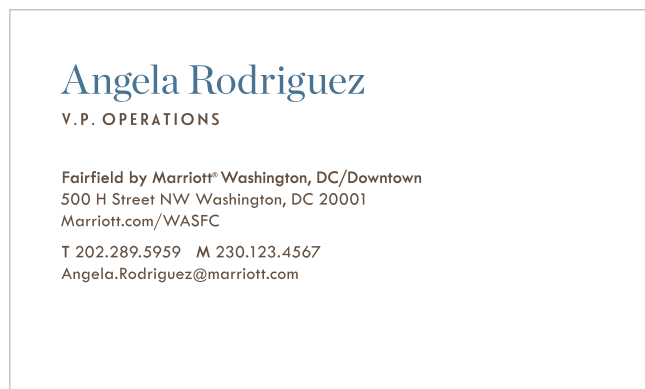 Angela Rodriguez
V.P. OPERATIONS
Fairfield by Marriott® Washington, DC/Downtown
500 H Street NW Washington, DC 20001
Marriott.com/WASFC
T 202.289.5959 M 230.123.4567
Angela.Rodriguez@marriott.com